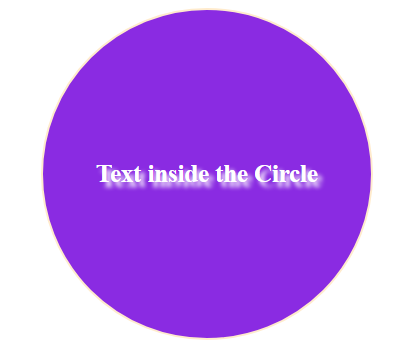 Text inside the Circle